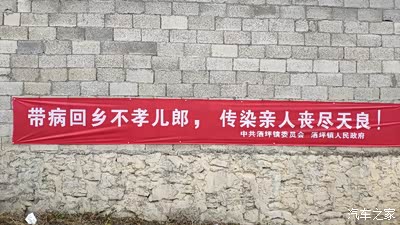 带病回乡不孝儿郎，传染亲人丧尽天良！
中共洒坪镇委员会 洒坪镇人民政府
汽车之家